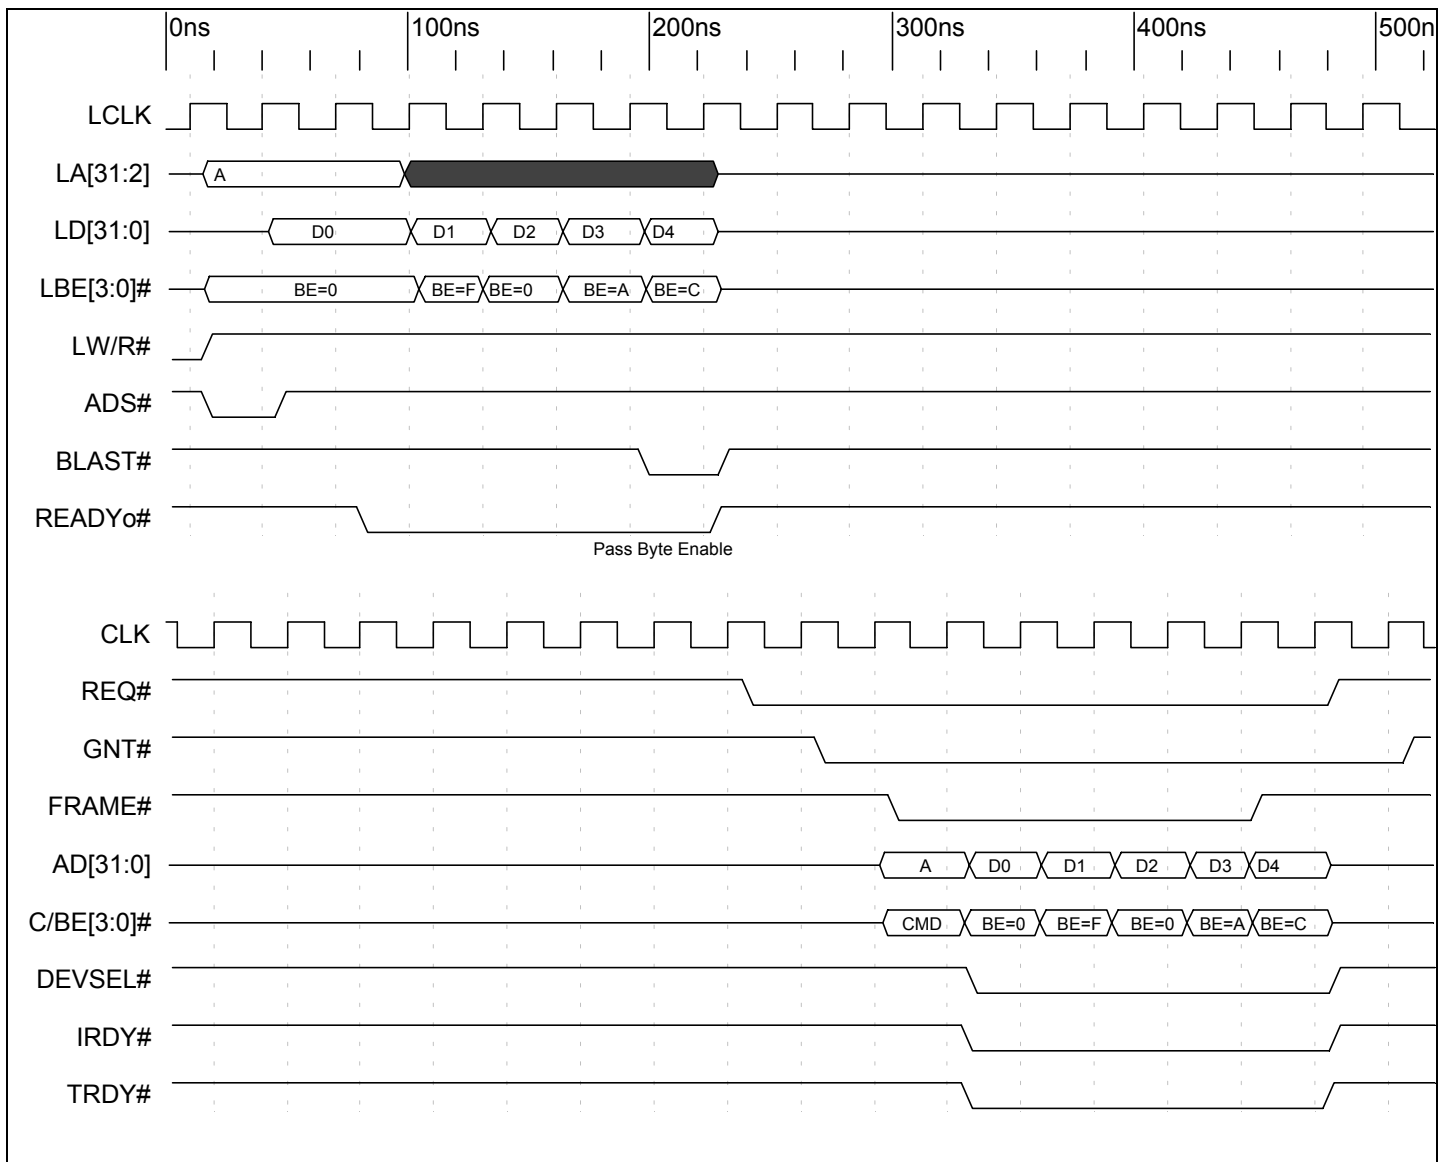 0ns 100ns 200ns 300ns 400ns 500n
LCLK
LA[31:2] A
LD[31:0] D0 D1 D2 D3 D4
LBE[3:0]# BE=0 BE=F BE=0 BE=A BE=C
LW/R#
ADS#
BLAST#
READYo#
Pass Byte Enable
CLK
REQ#
GNT#
FRAME#
AD[31:0] A D0 D1 D2 D3 D4
C/BE[3:0]# CMD BE=0 BE=F BE=0 BE=A BE=C
DEVSEL#
IRDY#
TRDY#